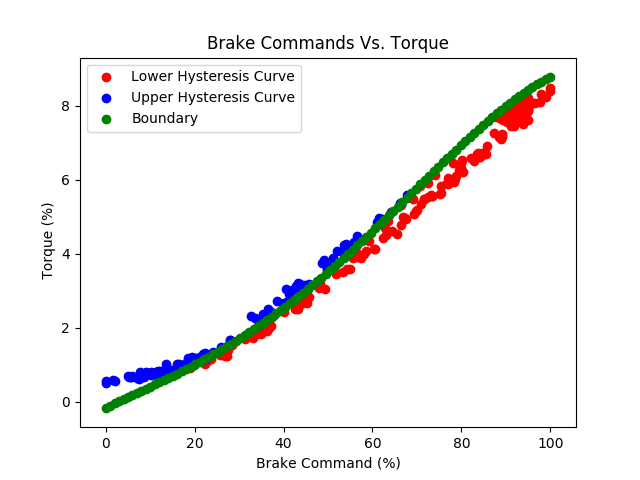 Brake Commands Vs. Torque
Lower Hysteresis Curve
Upper Hysteresis Curve
Boundary
8
6
4
2
0
Torque (%)
0 20 40 60 80 100
Brake Command (%)